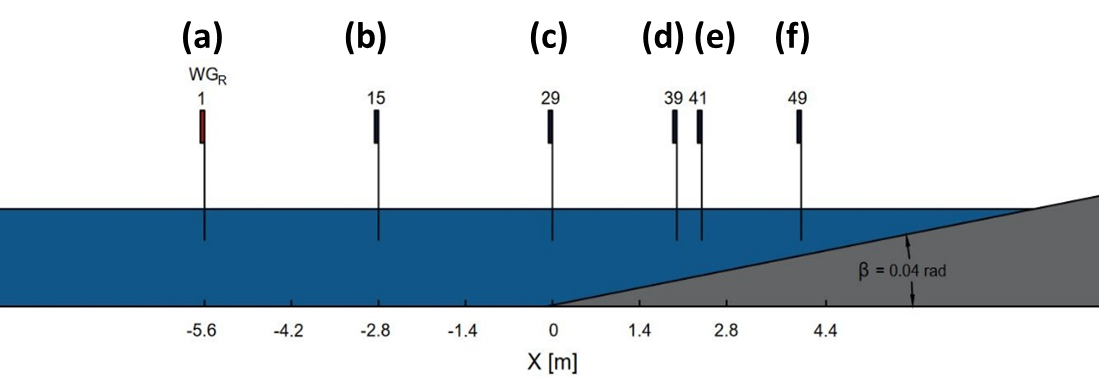 (a) (b) (c) (d) (e) (f)
WGR
1 15 29 39 41 49
β = 0.04 rad
-5.6 -4.2 -2.8 -1.4 0 1.4 2.8 4.4
X [m]